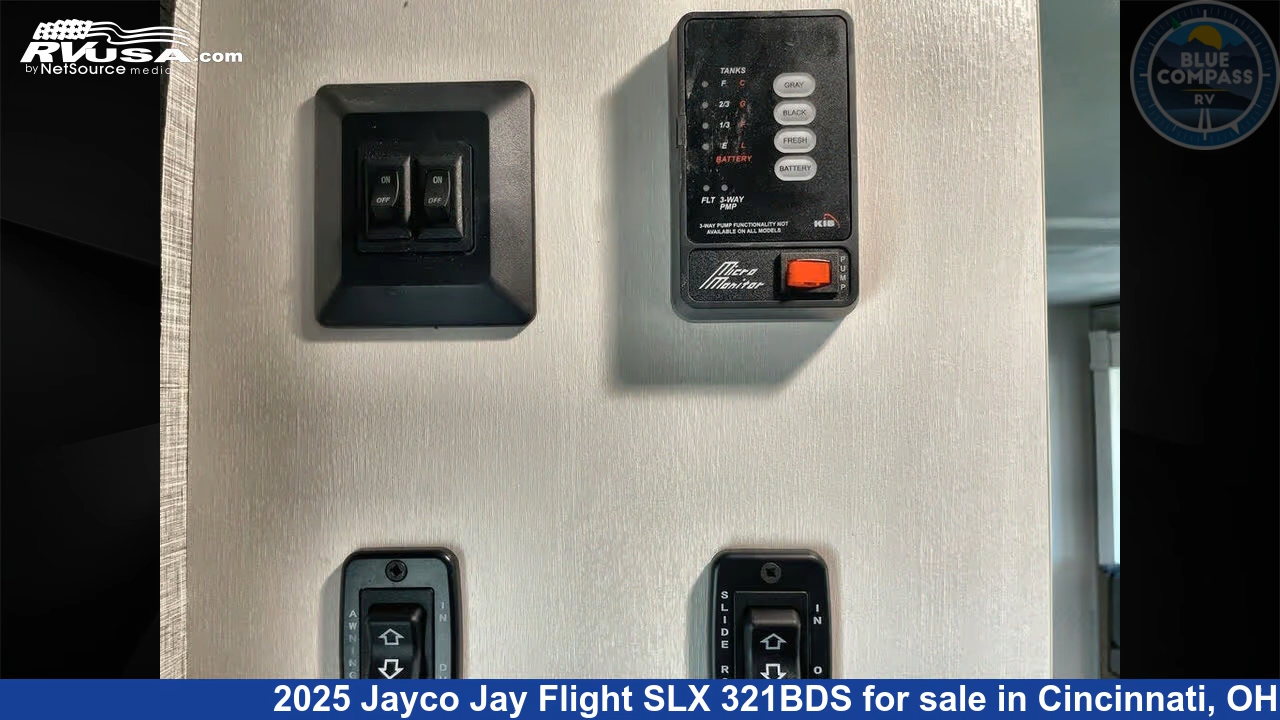 RVUSA.com
by NetSource media
BLUE
COMPASS
RV
TANKS
F C
2/3 G
1/3 F
E L
BATTERY
GRAY
BLACK
FRESH
BATTERY
FLT 3-WAY
PMP
3-WAY PUMP FUNCTIONALITY NOT
AVAILABLE ON ALL MODELS
KIB
Micro
Monitor
PUMP
ON ON
OFF OFF
AWNING
IN
SLIDE
IN
2025 Jayco Jay Flight SLX 321BDS for sale in Cincinnati, OH